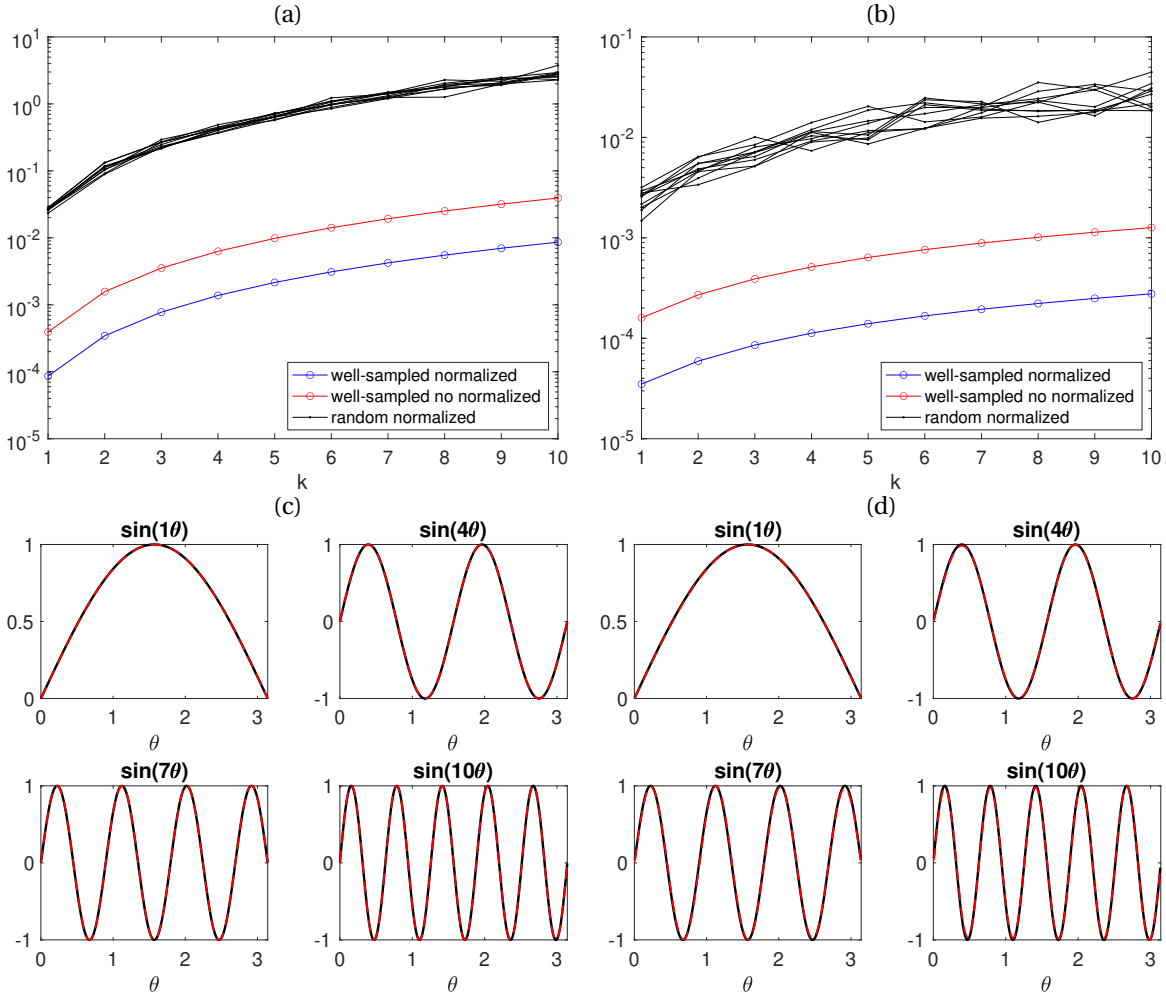 (a) (b)
10^1 10^-1
10^0
10^-2
10^-1
10^-2 10^-3
10^-3
10^-4
10^-4
well-sampled normalized well-sampled normalized
well-sampled no normalized well-sampled no normalized
random normalized random normalized
10^-5 10^-5
1 2 3 4 5 6 7 8 9 10 1 2 3 4 5 6 7 8 9 10
k k
(c) (d)
sin(1θ) sin(4θ) sin(1θ) sin(4θ)
1 1 1 1
0.5 0 0.5 0
0 -1 0 -1
0 1 2 3 0 1 2 3 0 1 2 3 0 1 2 3
θ θ θ θ
sin(7θ) sin(10θ) sin(7θ) sin(10θ)
1 1 1 1
0 0 0 0
-1 -1 -1 -1
0 1 2 3 0 1 2 3 0 1 2 3 0 1 2 3
θ θ θ θ